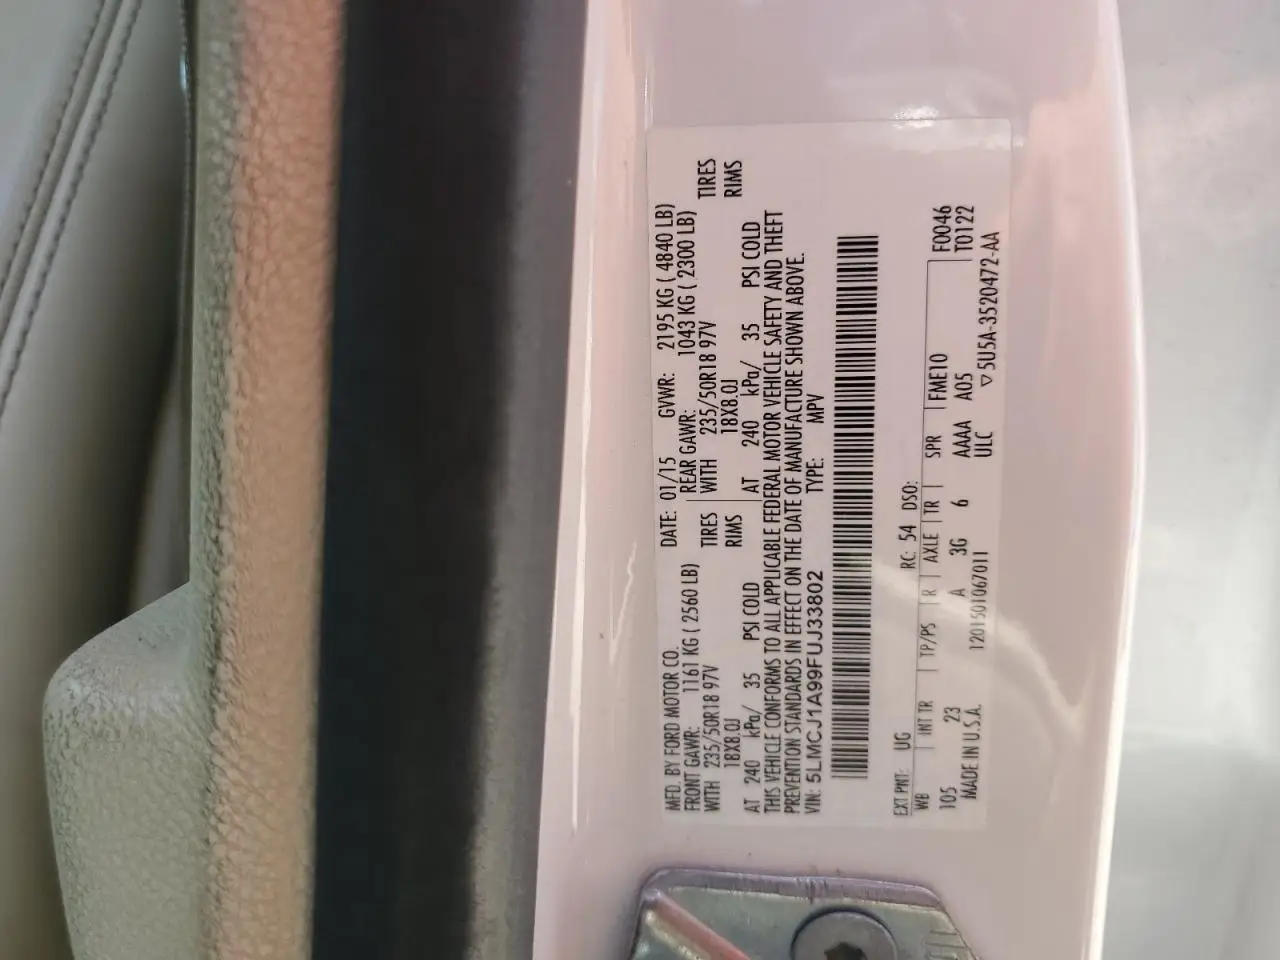 MFD. BY FORD MOTOR CO. DATE: 01/15 GVWR: 2195 KG ( 4840 LB)
FRONT GAWR: 1161 KG ( 2560 LB) REAR GAWR: 1043 KG ( 2300 LB)
WITH 235/50R18 97V TIRES WITH 235/50R18 97V TIRES
18X8.0J RIMS 18X8.0J RIMS
AT 240 kPa/ 35 PSI COLD AT 240 kPa/ 35 PSI COLD
THIS VEHICLE CONFORMS TO ALL APPLICABLE FEDERAL MOTOR VEHICLE SAFETY AND THEFT
PREVENTION STANDARDS IN EFFECT ON THE DATE OF MANUFACTURE SHOWN ABOVE.
VIN: 5LMCJ1A99FUJ33802 TYPE: MPV
EXT PNT: UG RC: 54 DSO:
WB INT TR TP/PS R AXLE TR SPR FME10 F0046
105 23 A 3G 6 AAAA A05 T0122
MADE IN U.S.A. 1201501067011 ULC ▽5U5A-3520472-AA